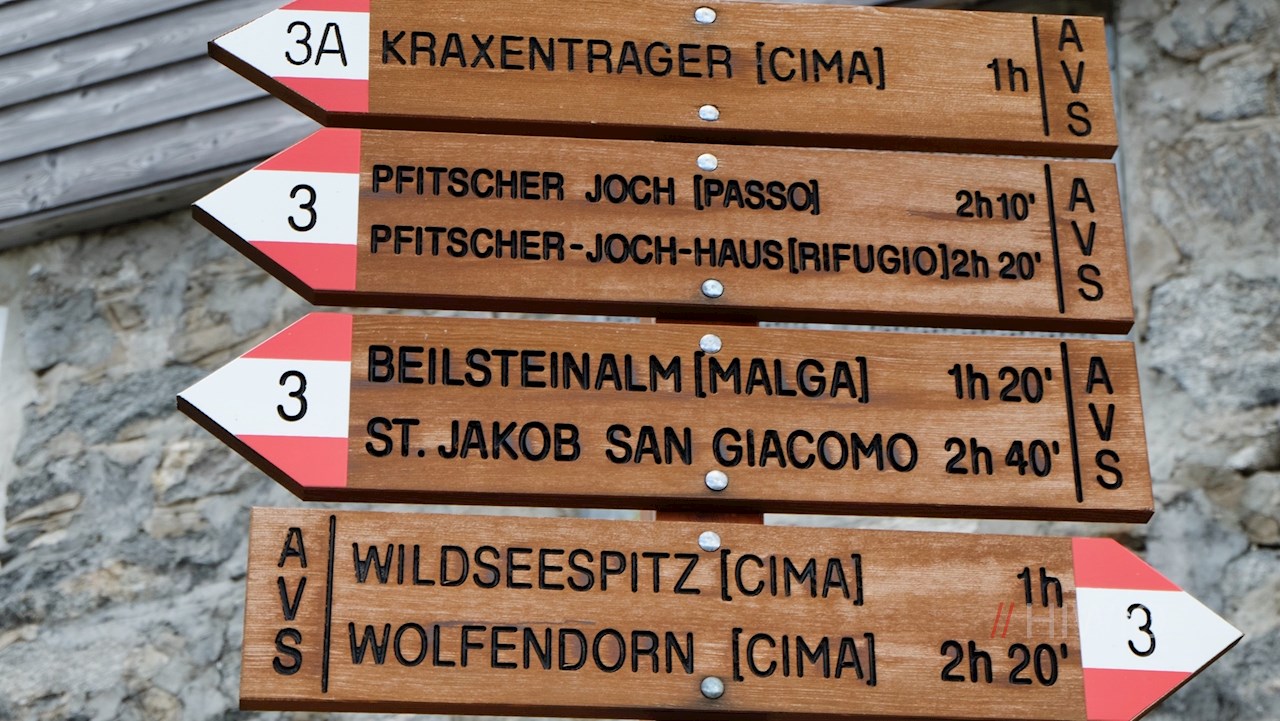 3A KRAXENTRAGER [CIMA] 1h AVS
3 PFITSCHER JOCH [PASSO] 2h 10'
PFITSCHER-JOCH-HAUS [RIFUGIO] 2h 20' AVS
3 BEILSTEINALM [MALGA] 1h 20'
ST. JAKOB SAN GIACOMO 2h 40' AVS
AVS WILDSEESPITZ [CIMA] 1h
WOLFENDORN [CIMA] 2h 20' 3